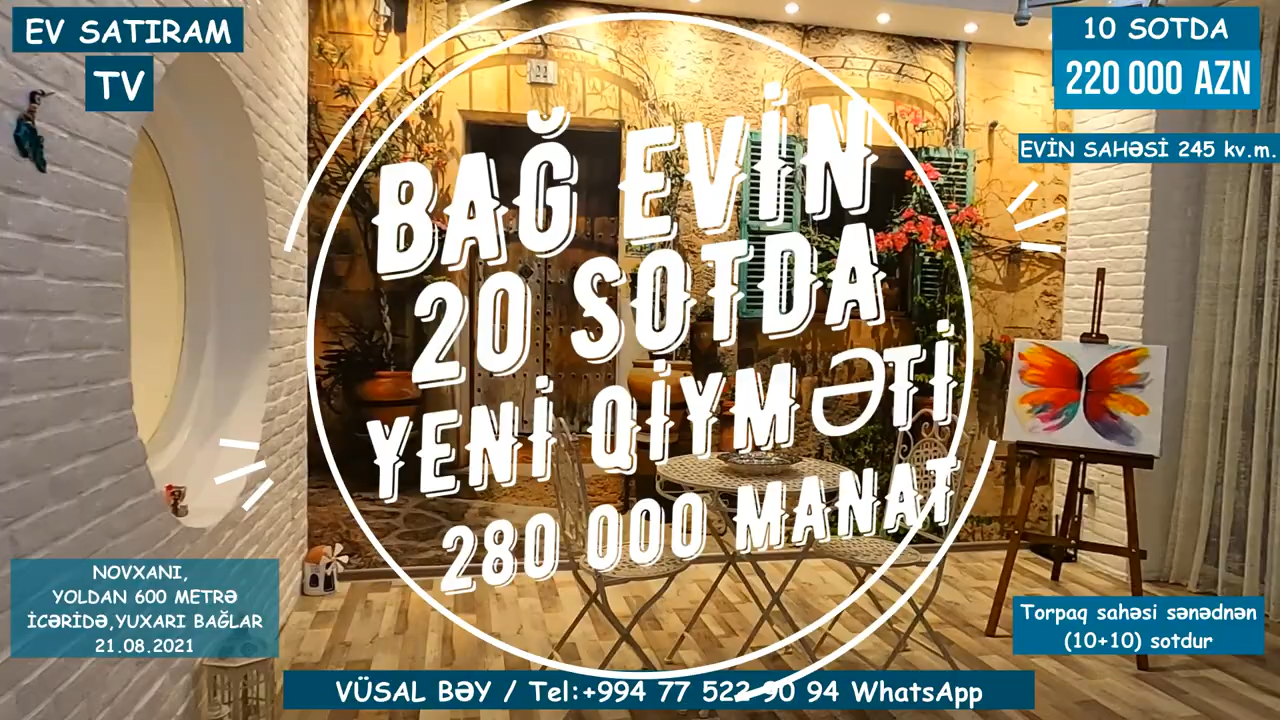 EV SATIRAM
TV
10 SOTDA
220 000 AZN
EVİN SAHƏSİ 245 kv.m.
22
BAĞ EVİN
20 SOTDA
YENİ QİYMƏTİ
280 000 MANAT
NOVXANI,
YOLDAN 600 METRƏ
İCƏRİDƏ,YUXARI BAĞLAR
21.08.2021
Torpaq sahəsi sənədnən
(10+10) sotdur
VÜSAL BƏY / Tel:+994 77 522 90 94 WhatsApp